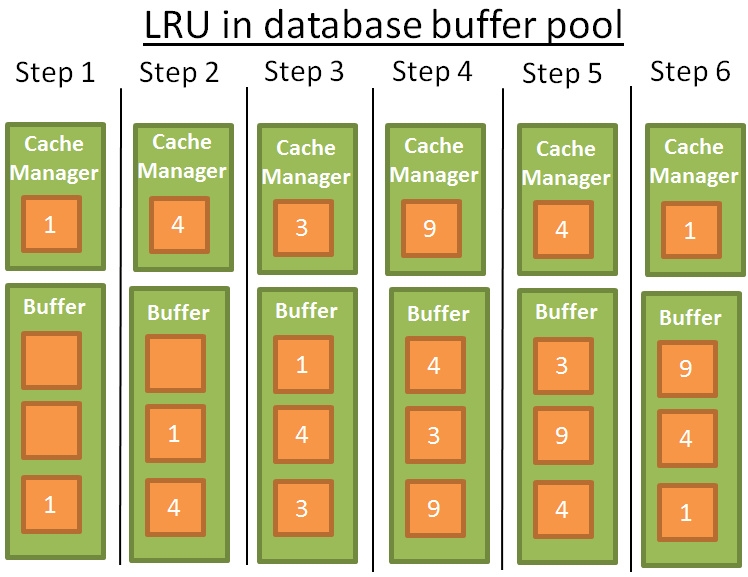 LRU in database buffer pool
Step 1
Step 2
Step 3
Step 4
Step 5
Step 6
Cache
Manager
1
Cache
Manager
4
Cache
Manager
3
Cache
Manager
9
Cache
Manager
4
Cache
Manager
1
Buffer
1
Buffer
1
4
Buffer
1
4
3
Buffer
4
3
9
Buffer
3
9
4
Buffer
9
4
1